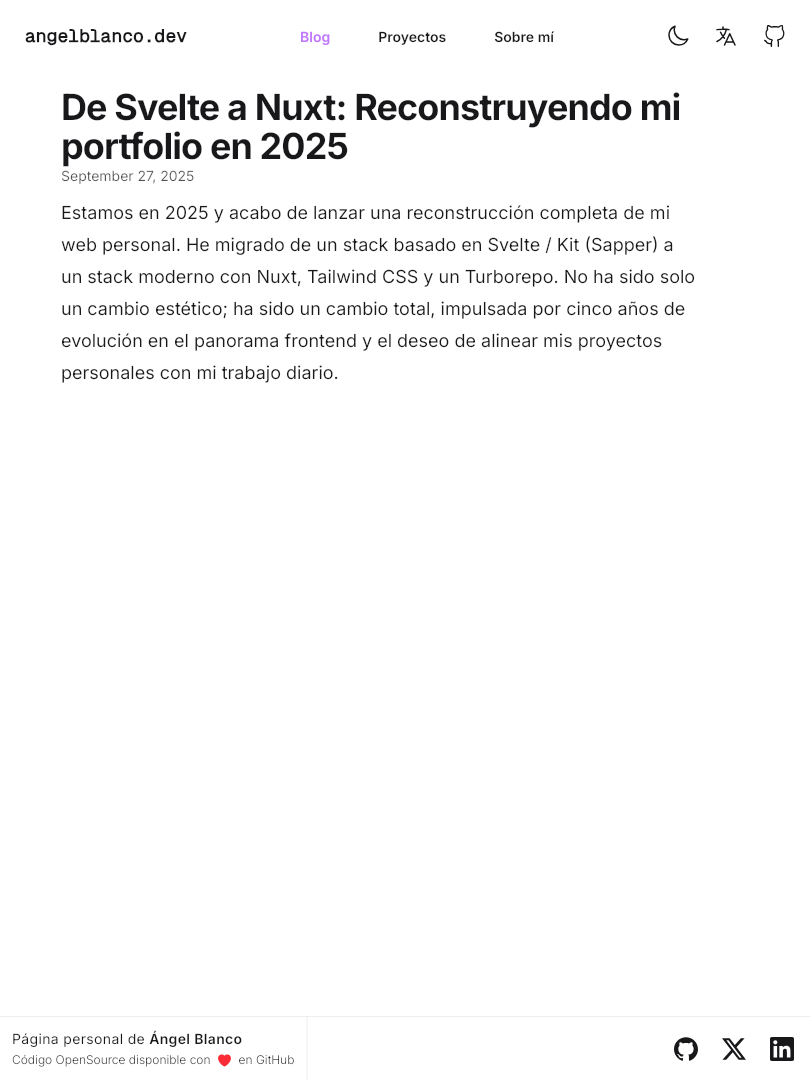 angelblanco.dev
Blog
Proyectos
Sobre mí
De Svelte a Nuxt: Reconstruyendo mi
portfolio en 2025
September 27, 2025
Estamos en 2025 y acabo de lanzar una reconstrucción completa de mi
web personal. He migrado de un stack basado en Svelte / Kit (Sapper) a
un stack moderno con Nuxt, Tailwind CSS y un Turborepo. No ha sido solo
un cambio estético; ha sido un cambio total, impulsada por cinco años de
evolución en el panorama frontend y el deseo de alinear mis proyectos
personales con mi trabajo diario.
Página personal de Ángel Blanco
Código OpenSource disponible con ❤️ en GitHub